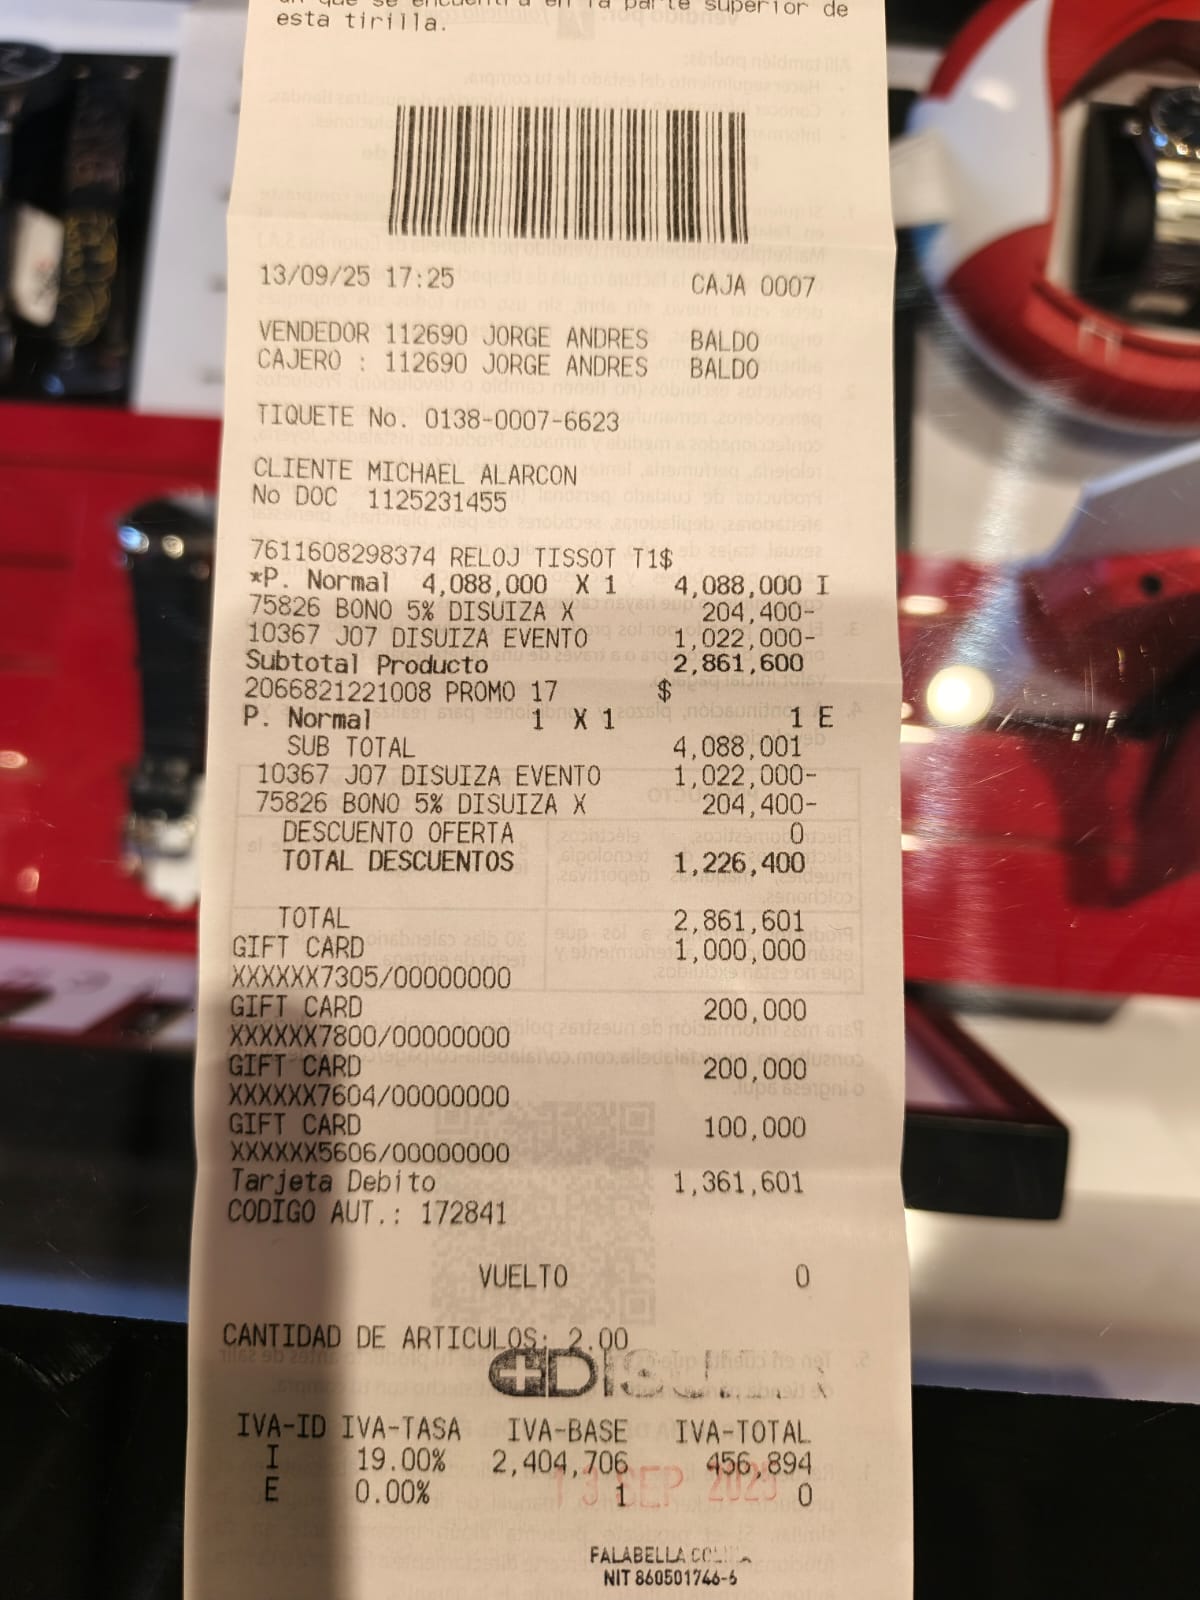 que se encuentra en la parte superior de
esta tirilla.
13/09/25 17:25 CAJA 0007
VENDEDOR 112690 JORGE ANDRES BALDO
CAJERO : 112690 JORGE ANDRES BALDO
TIQUETE No. 0138-0007-6623
CLIENTE MICHAEL ALARCON
No DOC 1125231455
7611608298374 RELOJ TISSOT T1$
*P. Normal 4,088,000 X 1 4,088,000 I
75826 BONO 5% DISUIZA X 204,400-
10367 J07 DISUIZA EVENTO 1,022,000-
Subtotal Producto 2,861,600
2066821221008 PROMO 17 $
P. Normal 1 X 1 1 E
SUB TOTAL 4,088,001
10367 J07 DISUIZA EVENTO 1,022,000-
75826 BONO 5% DISUIZA X 204,400-
DESCUENTO OFERTA 0
TOTAL DESCUENTOS 1,226,400
TOTAL 2,861,601
GIFT CARD 1,000,000
XXXXXX7305/00000000
GIFT CARD 200,000
XXXXXX7800/00000000
GIFT CARD 200,000
XXXXXX7604/00000000
GIFT CARD 100,000
XXXXXX5606/00000000
Tarjeta Debito 1,361,601
CODIGO AUT.: 172841
VUELTO 0
CANTIDAD DE ARTICULOS: 2.00
IVA-ID IVA-TASA IVA-BASE IVA-TOTAL
I 19.00% 2,404,706 456,894
E 0.00% 1 0
13 SEP 2025
FALABELLA
NIT 860501746-6